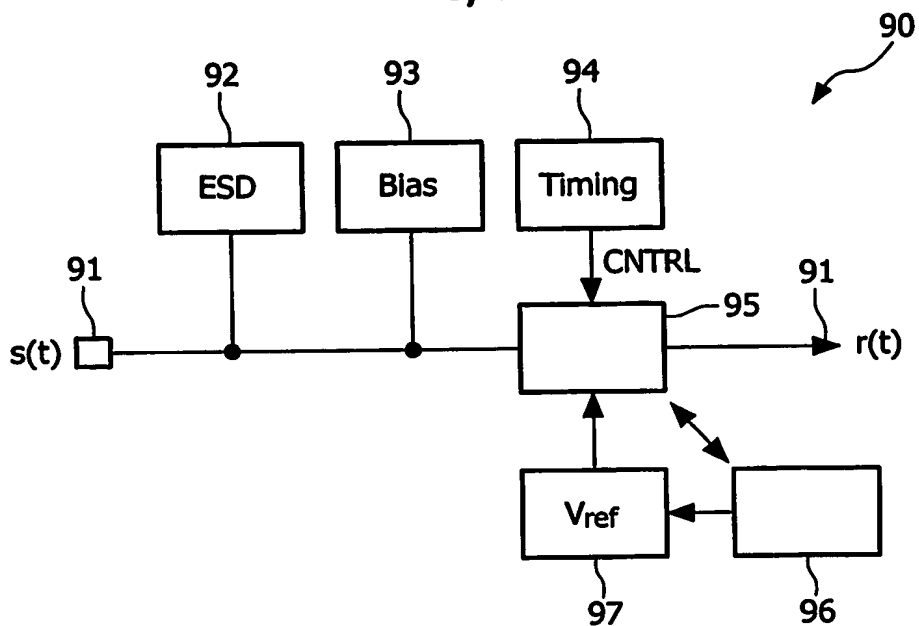 90
92
93
94
ESD
Bias
Timing
CNTRL
91
95
91
s(t)
r(t)
Vref
97
96